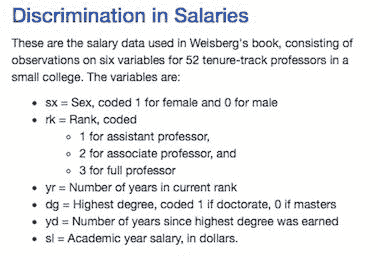 Discrimination in Salaries
These are the salary data used in Weisberg's book, consisting of
observations on six variables for 52 tenure-track professors in a
small college. The variables are:
• sx = Sex, coded 1 for female and 0 for male
• rk = Rank, coded
◦ 1 for assistant professor,
◦ 2 for associate professor, and
◦ 3 for full professor
• yr = Number of years in current rank
• dg = Highest degree, coded 1 if doctorate, 0 if masters
• yd = Number of years since highest degree was earned
• sl = Academic year salary, in dollars.